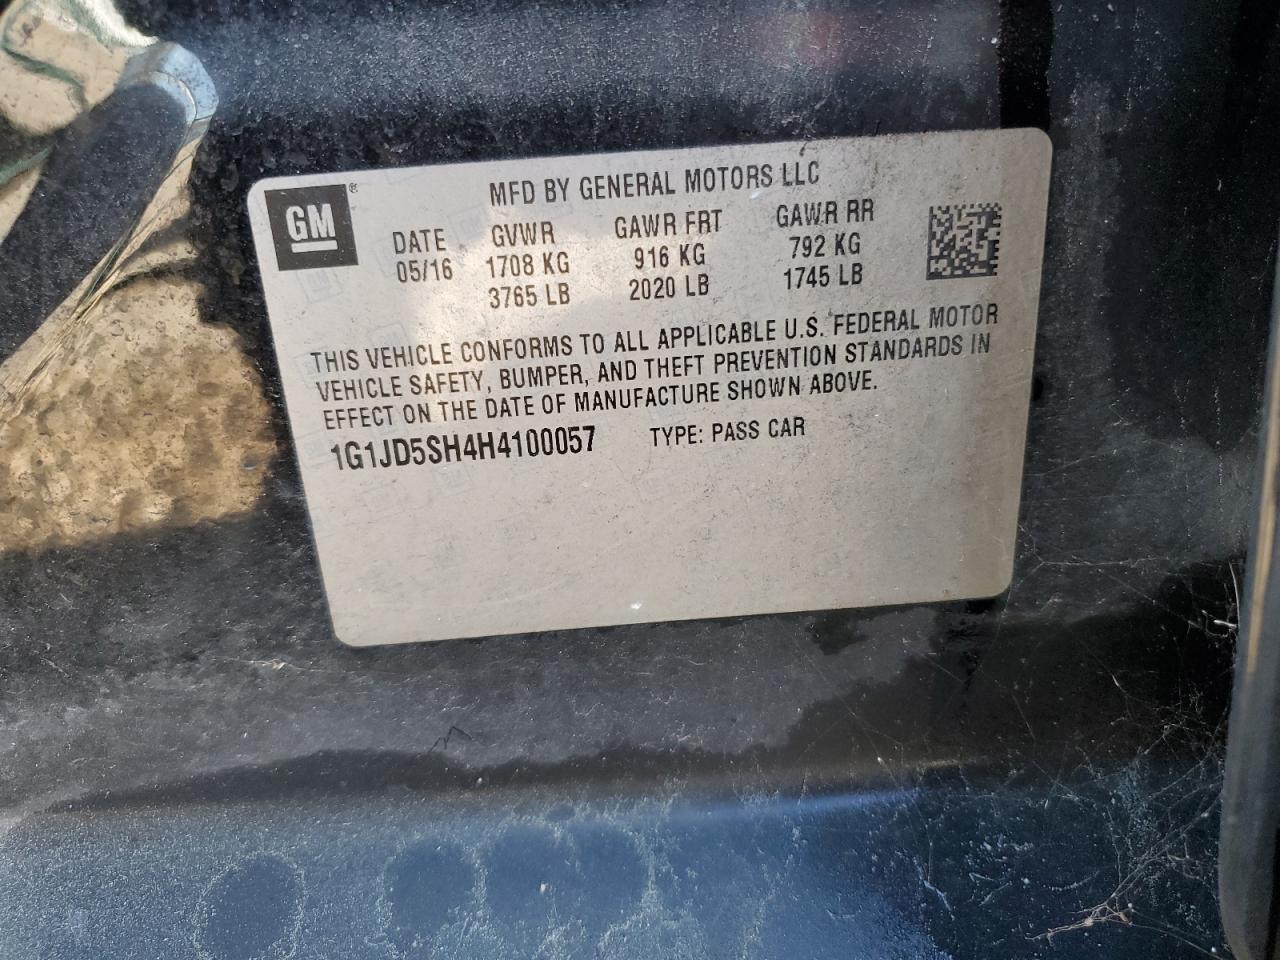 GM ®
MFD BY GENERAL MOTORS LLC
DATE GVWR GAWR FRT GAWR RR
05/16 1708 KG 916 KG 792 KG
3765 LB 2020 LB 1745 LB
THIS VEHICLE CONFORMS TO ALL APPLICABLE U.S. FEDERAL MOTOR
VEHICLE SAFETY, BUMPER, AND THEFT PREVENTION STANDARDS IN
EFFECT ON THE DATE OF MANUFACTURE SHOWN ABOVE.
1G1JD5SH4H4100057 TYPE: PASS CAR